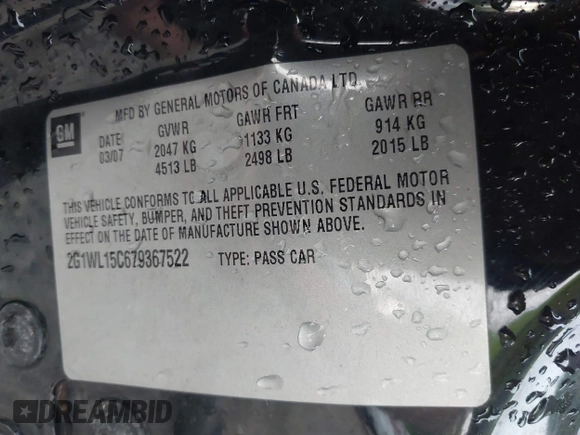 MFD BY GENERAL MOTORS OF CANADA LTD.
GM
DATE GVWR GAWR FRT GAWR RR
03/07 2047 KG 1133 KG 914 KG
4513 LB 2498 LB 2015 LB
THIS VEHICLE CONFORMS TO ALL APPLICABLE U.S. FEDERAL MOTOR
VEHICLE SAFETY, BUMPER, AND THEFT PREVENTION STANDARDS IN
EFFECT ON THE DATE OF MANUFACTURE SHOWN ABOVE.
2G1WL15C679367522 TYPE: PASS CAR
DREAMBID